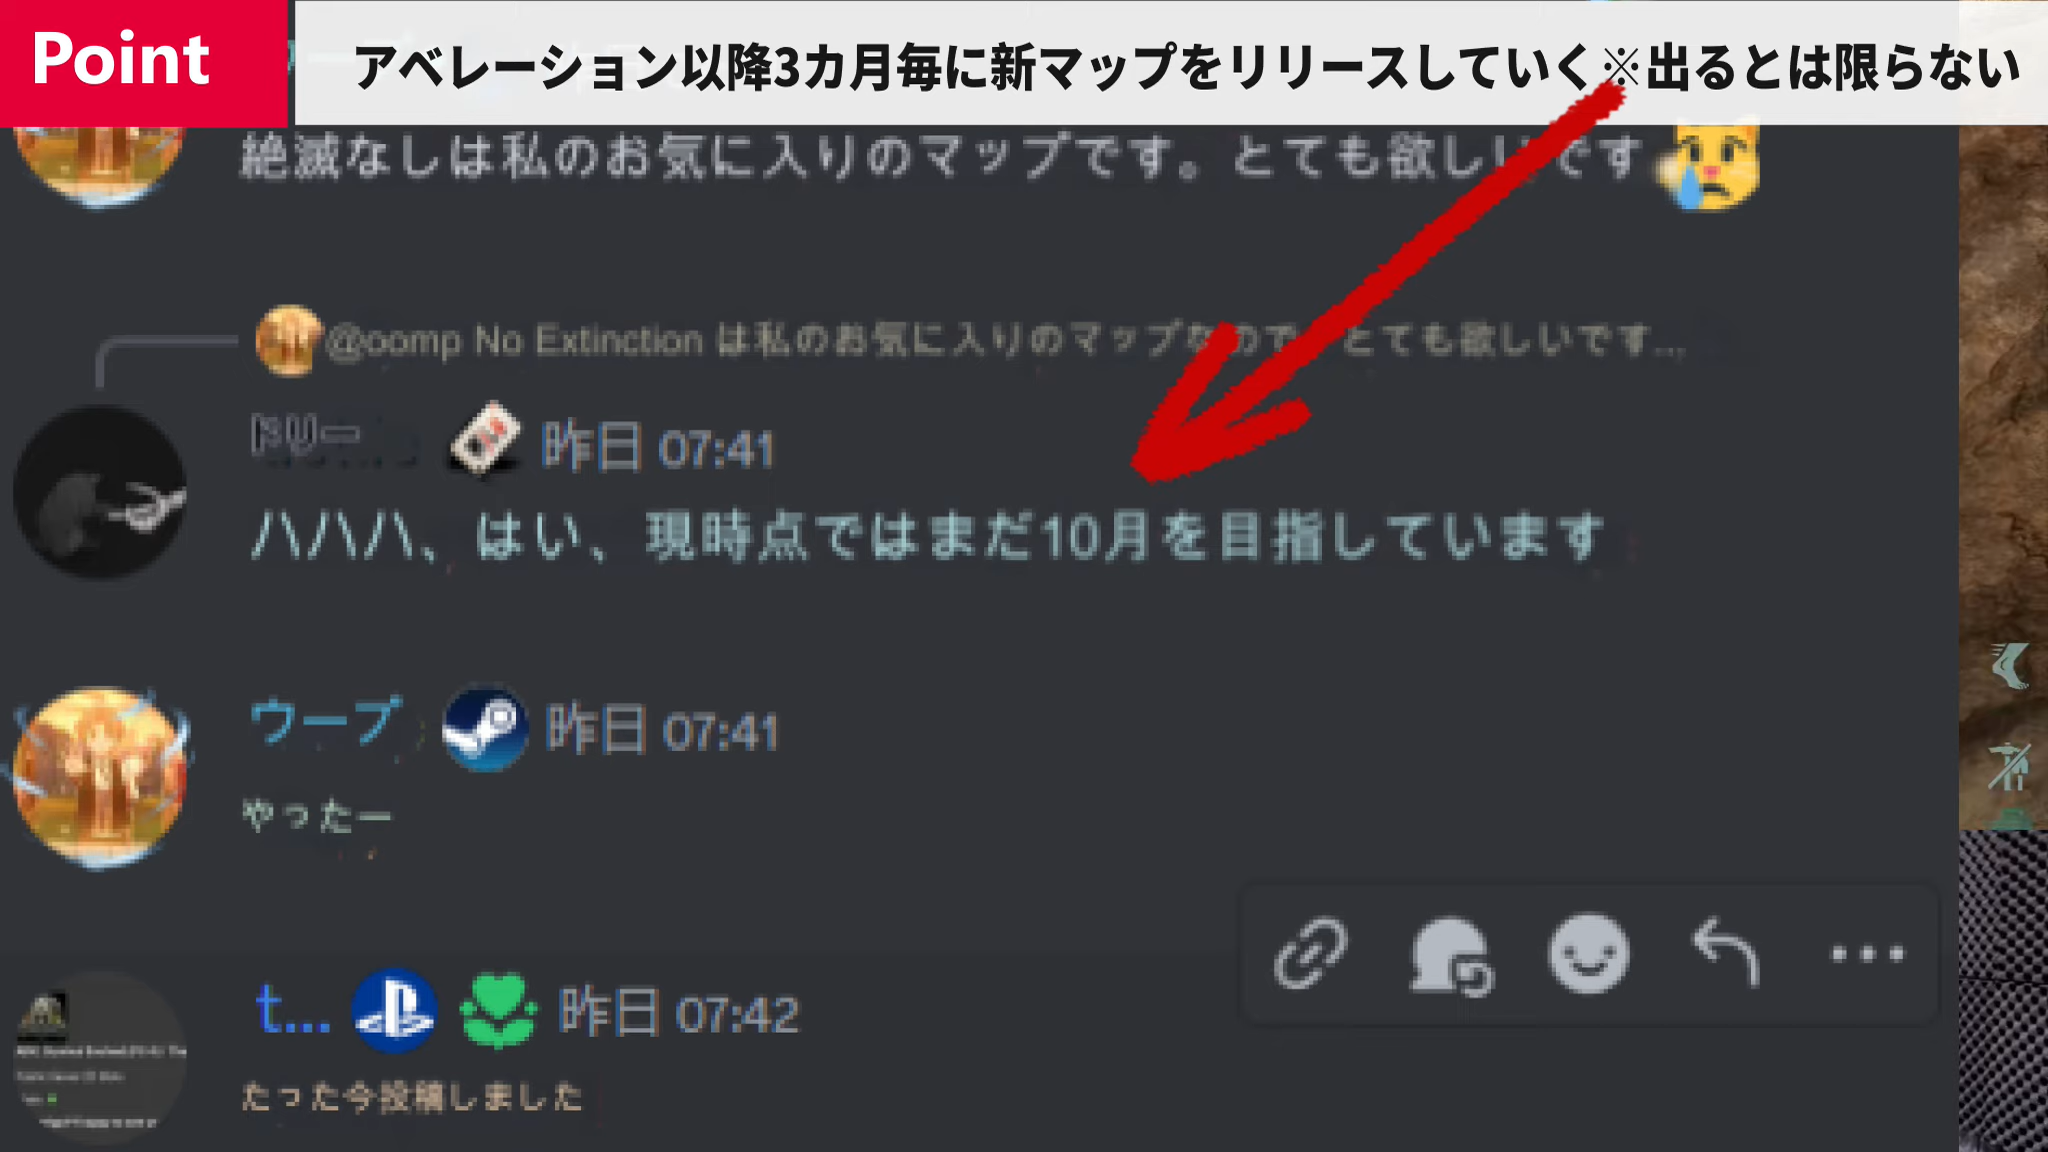 Point
アベレーション以降3カ月毎に新マップをリリースしていく※出るとは限らない
絶滅なしは私のお気に入りのマップです。とても欲しいです
@oomp No Extinction は私のお気に入りのマップなので、とても欲しいです...
ドリー 昨日 07:41
ハハハ、はい、現時点ではまだ10月を目指しています
ウープ 昨日 07:41
やったー
t... 昨日 07:42
たった今投稿しました